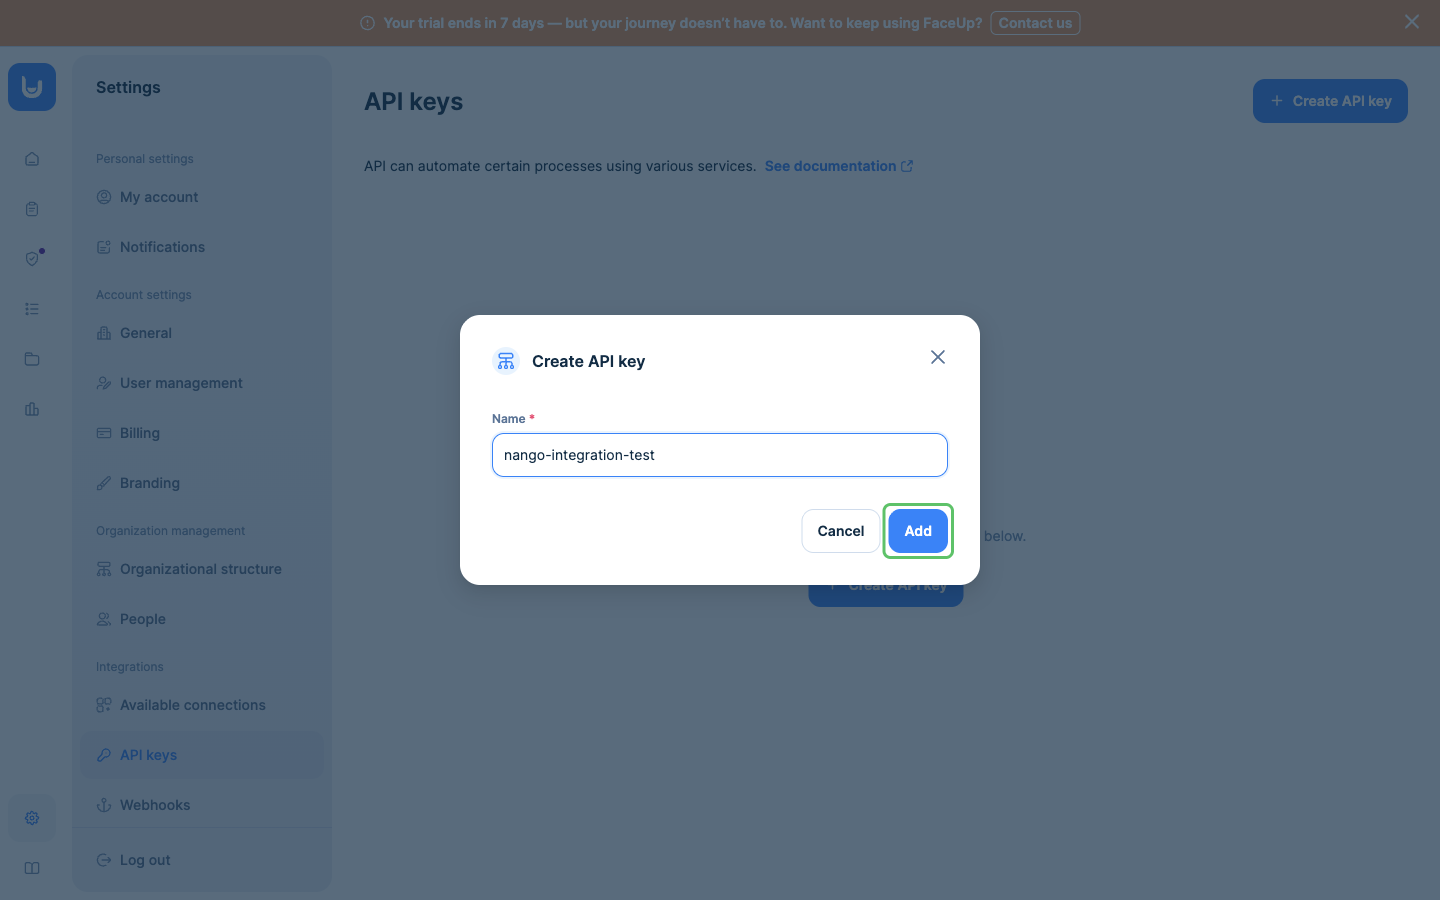 Your trial ends in 7 days — but your journey doesn't have to. Want to keep using FaceUp? Contact us
Settings
Personal settings
My account
Notifications
Account settings
General
User management
Billing
Branding
Organization management
Organizational structure
People
Integrations
Available connections
API keys
Webhooks
Log out
API keys
Create API key
API can automate certain processes using various services. See documentation
Create API key
Name *
nango-integration-test
Cancel
Add
below.
Create API key